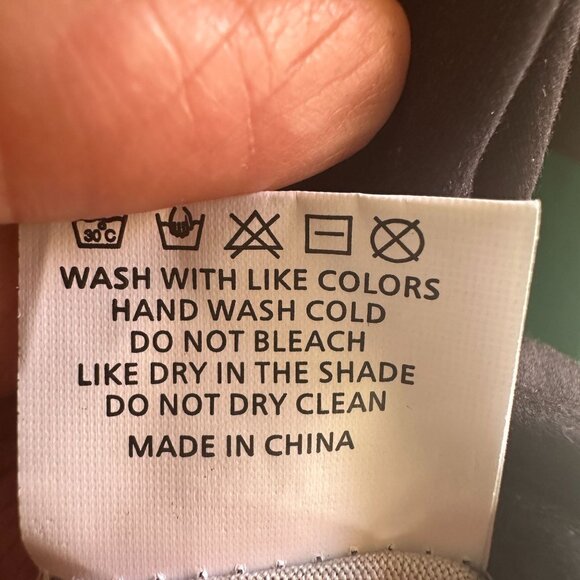 30°C
WASH WITH LIKE COLORS
HAND WASH COLD
DO NOT BLEACH
LIKE DRY IN THE SHADE
DO NOT DRY CLEAN
MADE IN CHINA